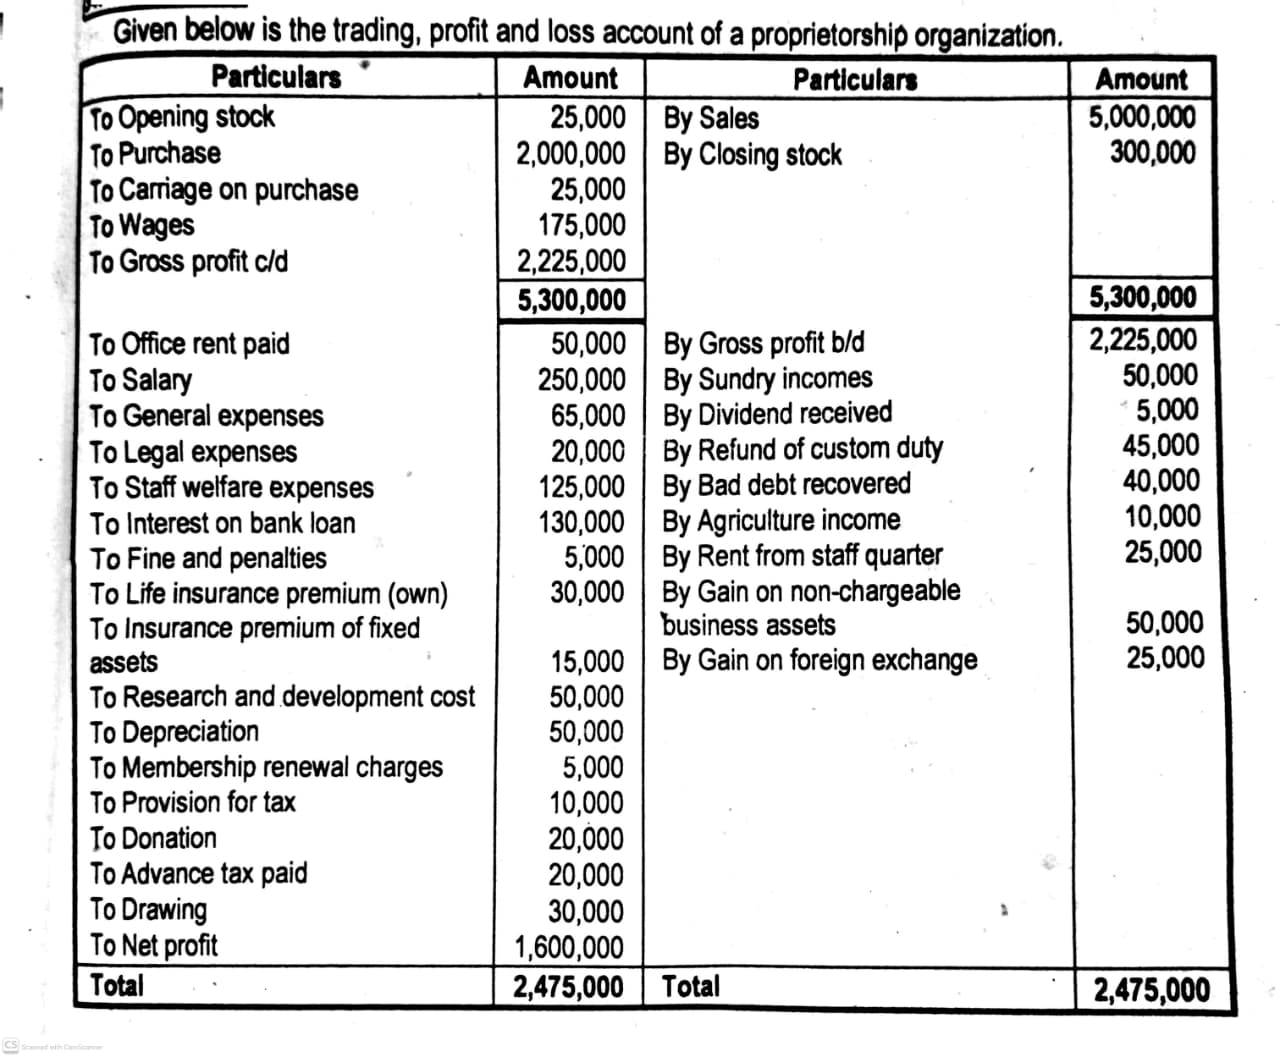 Given below is the trading, profit and loss account of a proprietorship organization.
Particulars Amount Particulars Amount
To Opening stock 25,000 By Sales 5,000,000
To Purchase 2,000,000 By Closing stock 300,000
To Carriage on purchase 25,000
To Wages 175,000
To Gross profit c/d 2,225,000
5,300,000 5,300,000
To Office rent paid 50,000 By Gross profit b/d 2,225,000
To Salary 250,000 By Sundry incomes 50,000
To General expenses 65,000 By Dividend received 5,000
To Legal expenses 20,000 By Refund of custom duty 45,000
To Staff welfare expenses 125,000 By Bad debt recovered 40,000
To Interest on bank loan 130,000 By Agriculture income 10,000
To Fine and penalties 5,000 By Rent from staff quarter 25,000
To Life insurance premium (own) 30,000 By Gain on non-chargeable
To Insurance premium of fixed business assets 50,000
assets 15,000 By Gain on foreign exchange 25,000
To Research and development cost 50,000
To Depreciation 50,000
To Membership renewal charges 5,000
To Provision for tax 10,000
To Donation 20,000
To Advance tax paid 20,000
To Drawing 30,000
To Net profit 1,600,000
Total 2,475,000 Total 2,475,000
CS Scanned with CamScanner